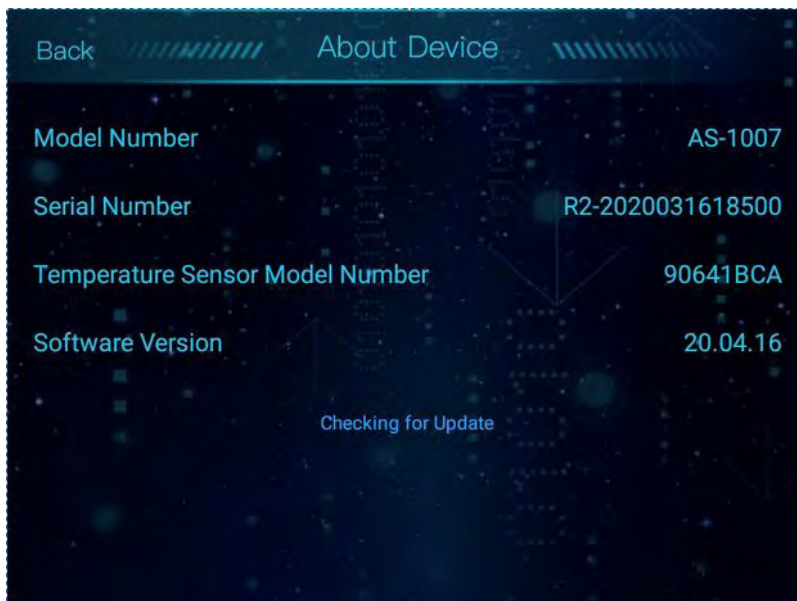 Back About Device
Model Number AS-1007
Serial Number R2-2020031618500
Temperature Sensor Model Number 90641BCA
Software Version 20.04.16
Checking for Update